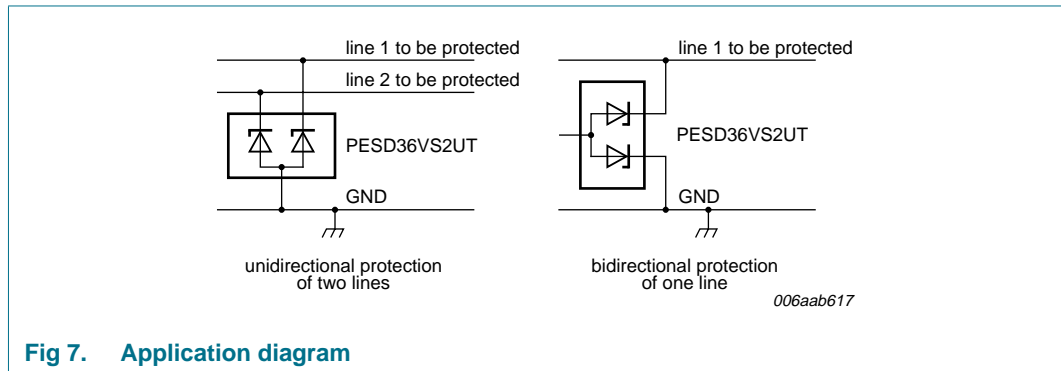 line 1 to be protected
line 2 to be protected
PESD36VS2UT
GND
unidirectional protection
of two lines
line 1 to be protected
PESD36VS2UT
GND
bidirectional protection
of one line
006aab617
Fig 7. Application diagram